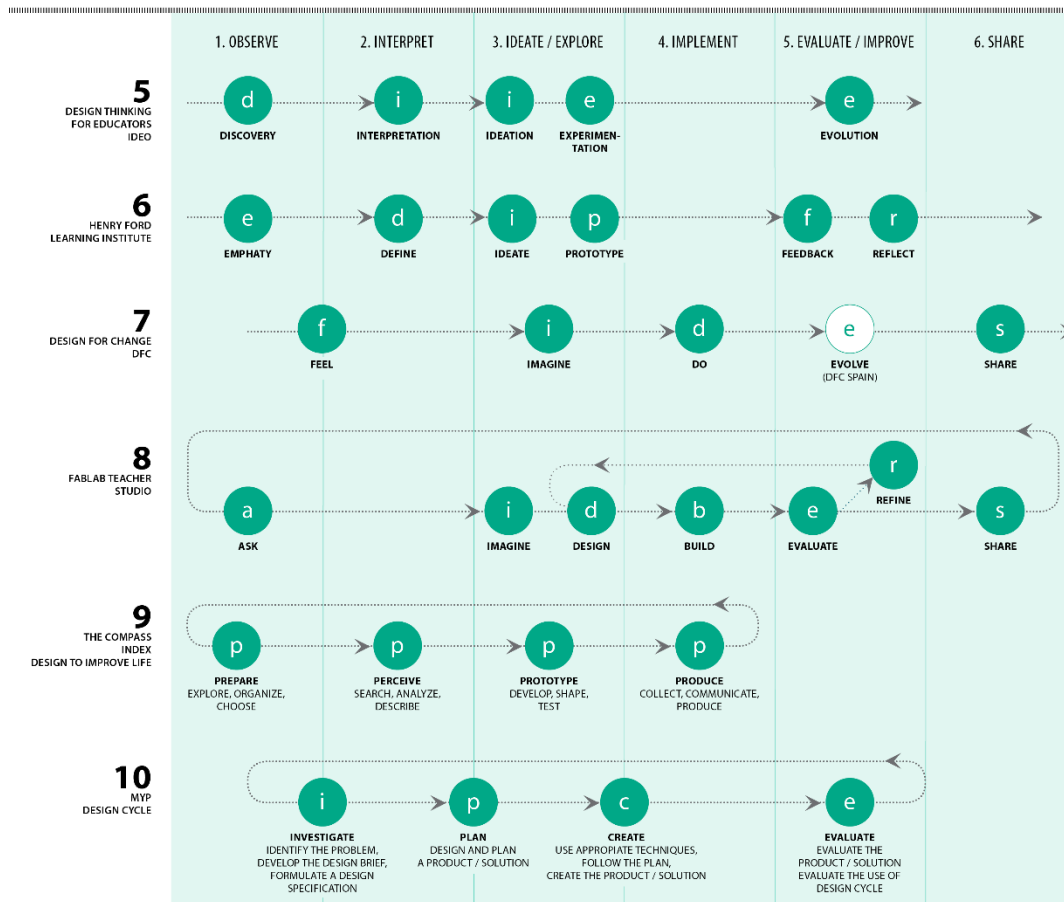 1. OBSERVE
2. INTERPRET
3. IDEATE / EXPLORE
4. IMPLEMENT
5. EVALUATE / IMPROVE
6. SHARE
5
DESIGN THINKING
FOR EDUCATORS
IDEO
d
DISCOVERY
i
INTERPRETATION
i
IDEATION
e
EXPERIMEN-
TATION
e
EVOLUTION
6
HENRY FORD
LEARNING INSTITUTE
e
EMPHATY
d
DEFINE
i
IDEATE
p
PROTOTYPE
f
FEEDBACK
r
REFLECT
7
DESIGN FOR CHANGE
DFC
f
FEEL
i
IMAGINE
d
DO
e
EVOLVE
(DFC SPAIN)
s
SHARE
8
FABLAB TEACHER
STUDIO
a
ASK
i
IMAGINE
d
DESIGN
b
BUILD
e
EVALUATE
r
REFINE
s
SHARE
9
THE COMPASS
INDEX
DESIGN TO IMPROVE LIFE
p
PREPARE
EXPLORE, ORGANIZE,
CHOOSE
p
PERCEIVE
SEARCH, ANALYZE,
DESCRIBE
p
PROTOTYPE
DEVELOP, SHAPE,
TEST
p
PRODUCE
COLLECT, COMMUNICATE,
PRODUCE
10
MYP
DESIGN CYCLE
i
INVESTIGATE
IDENTIFY THE PROBLEM,
DEVELOP THE DESIGN BRIEF,
FORMULATE A DESIGN
SPECIFICATION
p
PLAN
DESIGN AND PLAN
A PRODUCT / SOLUTION
c
CREATE
USE APPROPIATE TECHNIQUES,
FOLLOW THE PLAN,
CREATE THE PRODUCT / SOLUTION
e
EVALUATE
EVALUATE THE
PRODUCT / SOLUTION
EVALUATE THE USE OF
DESIGN CYCLE